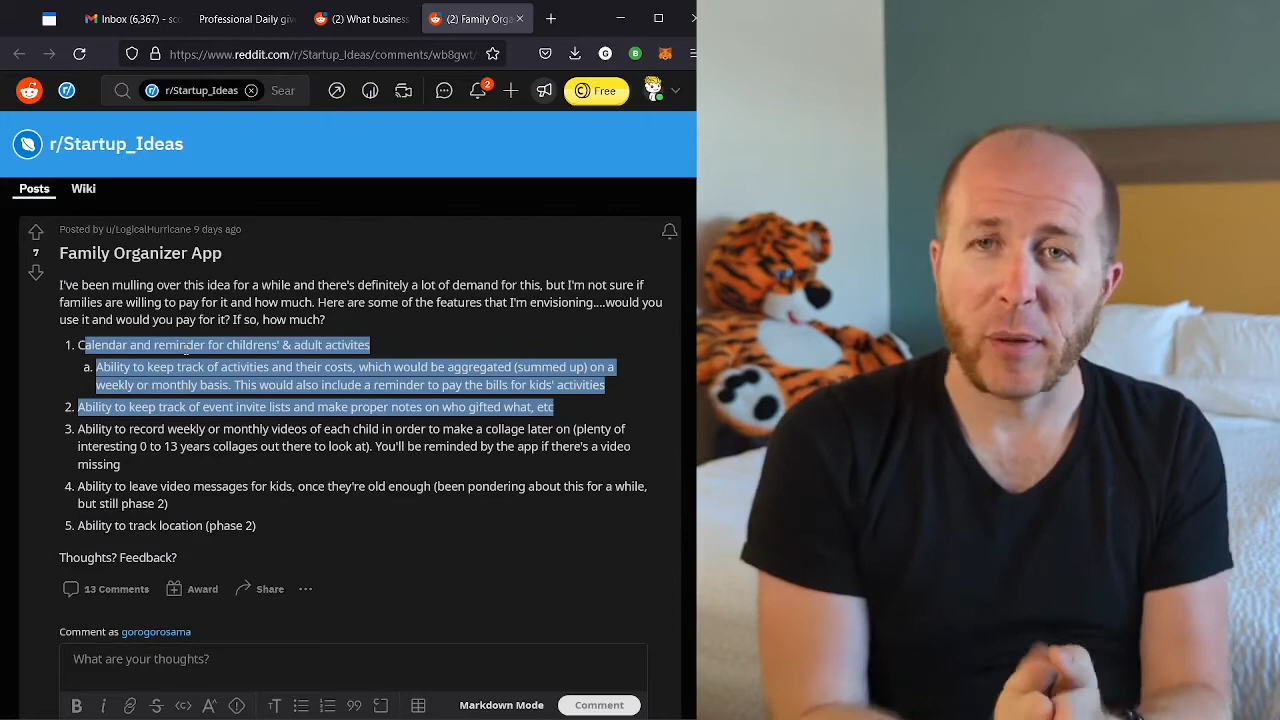 Inbox (6,367) - sc
Professional Daily give
(2) What business
(2) Family Orga
https://www.reddit.com/r/Startup_Ideas/comments/wb8gwt
G
B
r/Startup_Ideas
Sear
2
Free
r/Startup_Ideas
Posts
Wiki
Posted by u/LogicalHurricane 9 days ago
7
Family Organizer App
I've been mulling over this idea for a while and there's definitely a lot of demand for this, but I'm not sure if
families are willing to pay for it and how much. Here are some of the features that I'm envisioning....would you
use it and would you pay for it? If so, how much?
1. Calendar and reminder for childrens' & adult activites
a. Ability to keep track of activities and their costs, which would be aggregated (summed up) on a
weekly or monthly basis. This would also include a reminder to pay the bills for kids' activities
2. Ability to keep track of event invite lists and make proper notes on who gifted what, etc
3. Ability to record weekly or monthly videos of each child in order to make a collage later on (plenty of
interesting 0 to 13 years collages out there to look at). You'll be reminded by the app if there's a video
missing
4. Ability to leave video messages for kids, once they're old enough (been pondering about this for a while,
but still phase 2)
5. Ability to track location (phase 2)
Thoughts? Feedback?
13 Comments
Award
Share
Comment as gorogorosama
What are your thoughts?
Markdown Mode
Comment